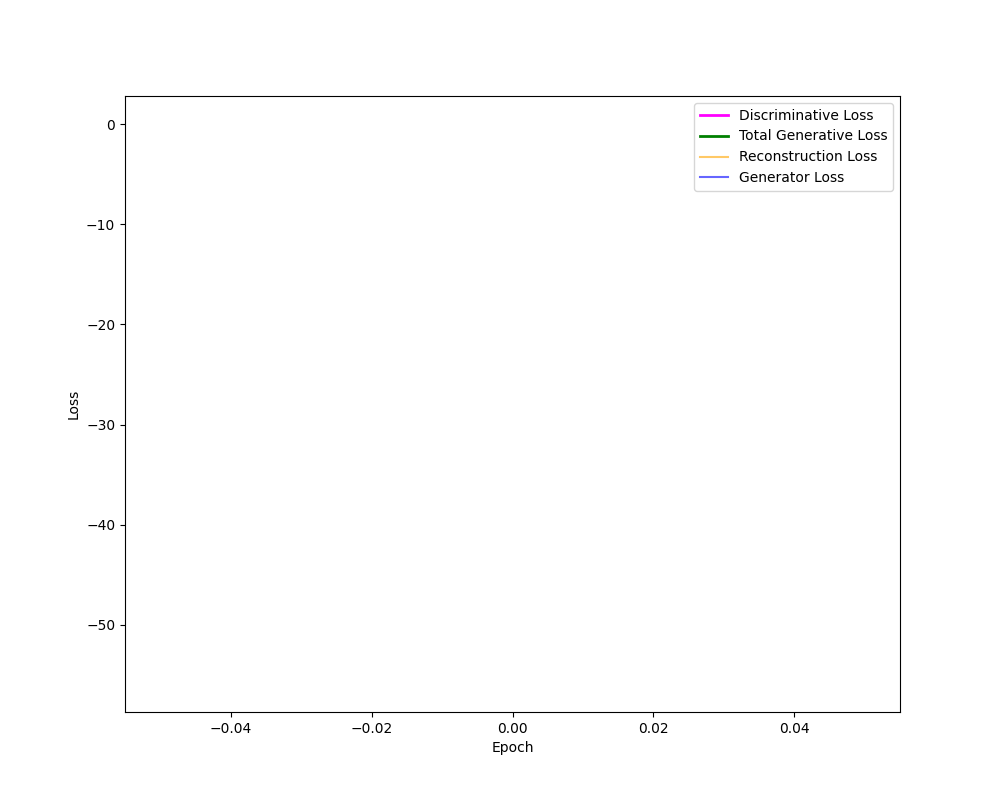 Discriminative Loss
Total Generative Loss
Reconstruction Loss
Generator Loss
0
−10
−20
−30
−40
−50
Loss
−0.04
−0.02
0.00
0.02
0.04
Epoch